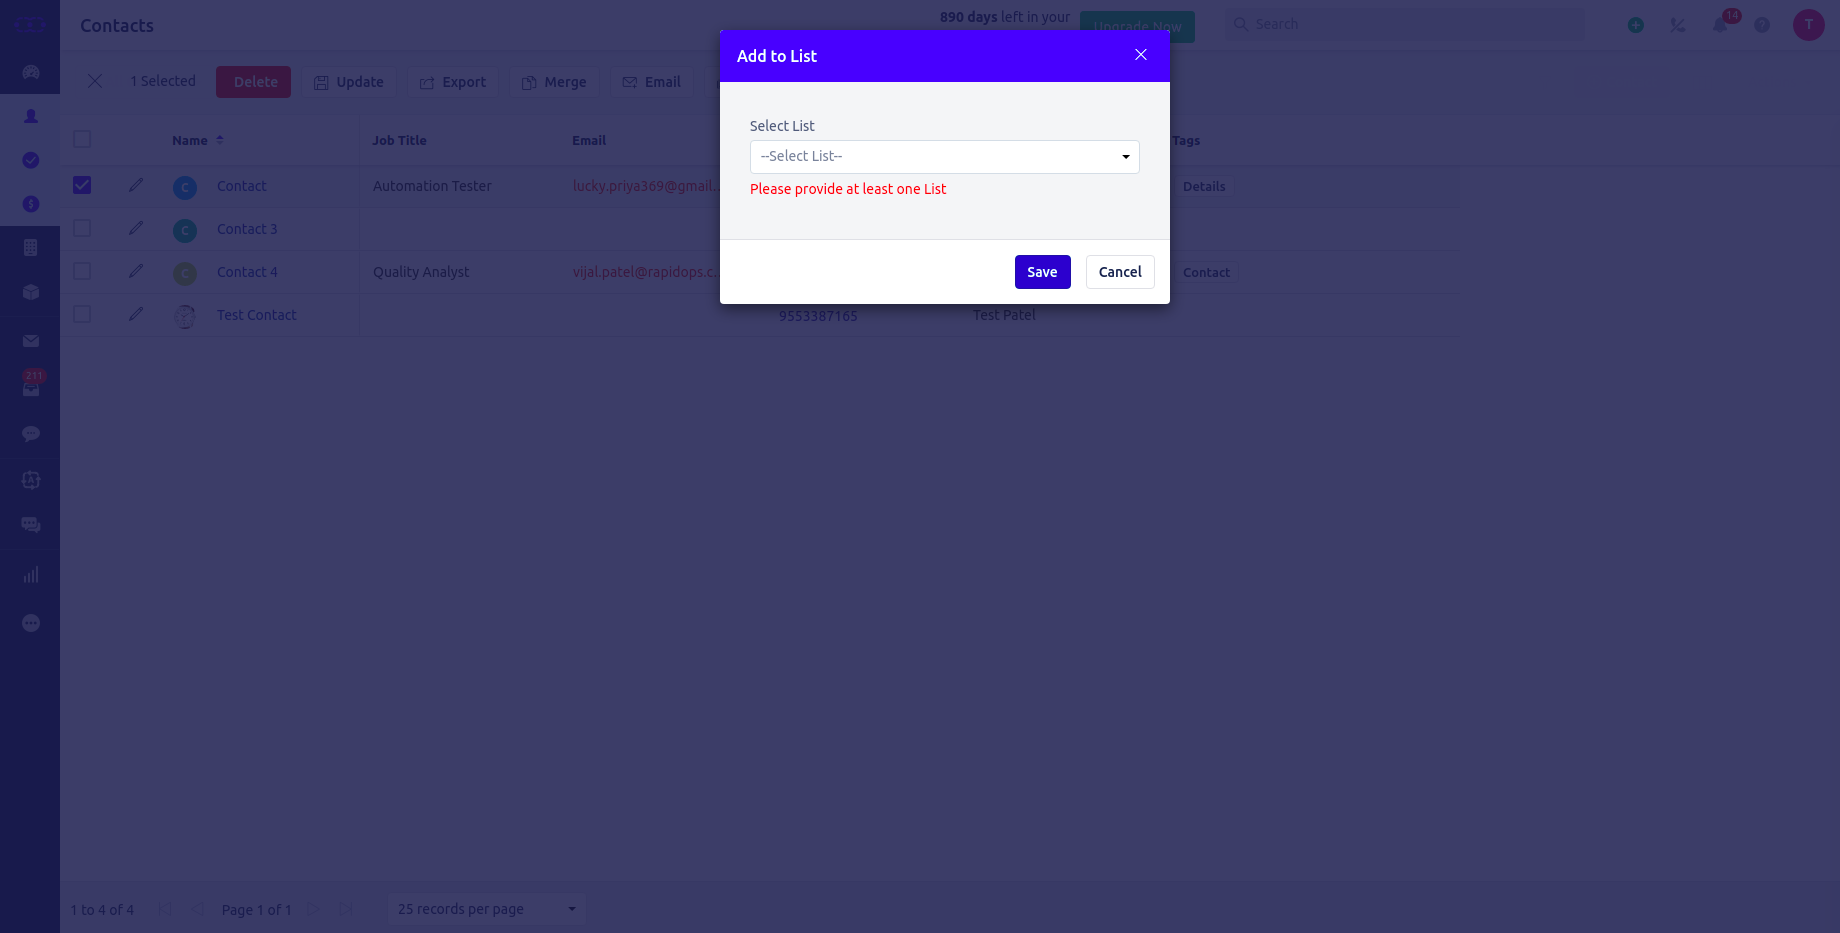 Contacts
890 days left in your
Upgrade Now
Search
14
T
Add to List
1 Selected
Delete
Update
Export
Merge
Email
Select List
--Select List--
Please provide at least one List
Save
Cancel
Name
Job Title
Email
Tags
C
Contact
Automation Tester
lucky.priya369@gmail.
Details
C
Contact 3
C
Contact 4
Quality Analyst
vijal.patel@rapidops.c
Contact
Test Contact
9553387165
Test Patel
211
1 to 4 of 4
Page 1 of 1
25 records per page